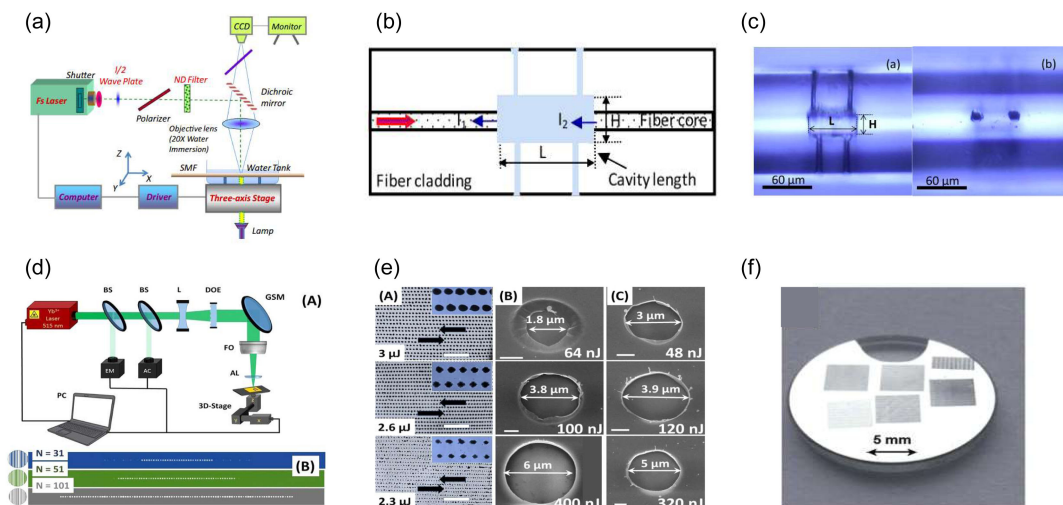 (a)
CCD
Monitor
Shutter
l/2
Wave Plate
ND Filter
Fs Laser
Dichroic
mirror
Polarizer
Objective lens
(20X Water
Immersion)
Z
X
Y
SMF
Water Tank
Computer
Driver
Three-axis Stage
Lamp
(b)
I₁
I₂
H
Fiber core
L
Fiber cladding
Cavity length
(c)
(a)
L
H
60 μm
(b)
60 μm
(d)
BS
BS
L
DOE
GSM
(A)
Yb³⁺
Laser
515 nm
FO
EM
AC
AL
PC
3D-Stage
N = 31
N = 51
N = 101
(B)
(e)
(A)
3 μJ
2.6 μJ
2.3 μJ
(B)
1.8 μm
64 nJ
3.8 μm
100 nJ
6 μm
400 nJ
(C)
3 μm
48 nJ
3.9 μm
120 nJ
5 μm
320 nJ
(f)
5 mm